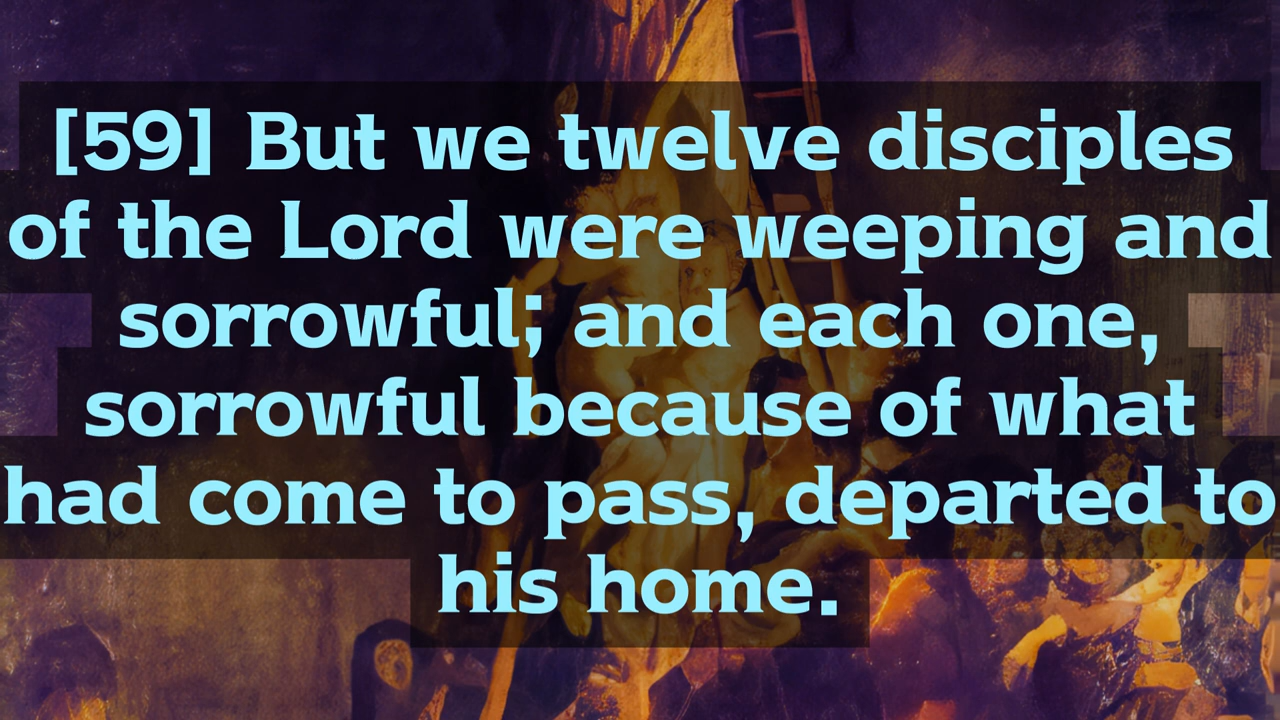 [59] But we twelve disciples
of the Lord were weeping and
sorrowful; and each one,
sorrowful because of what
had come to pass, departed to
his home.